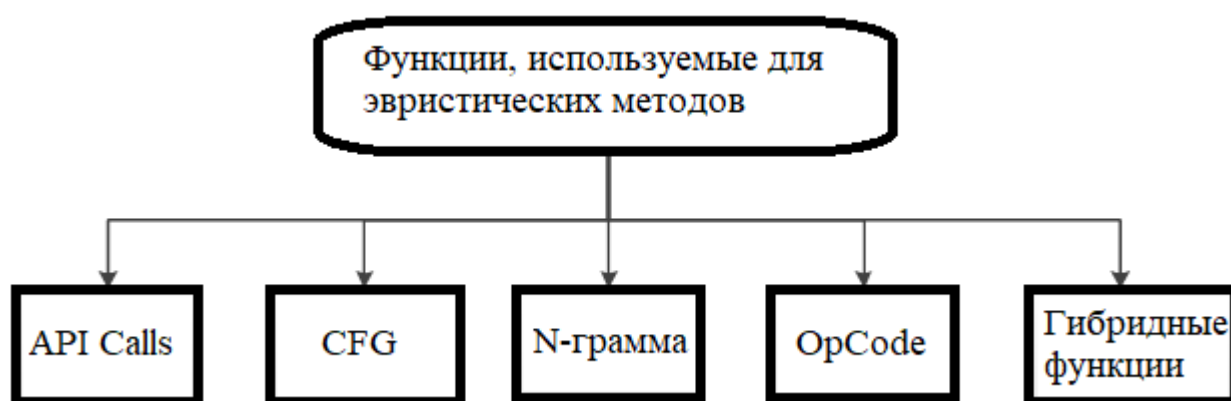 Функции, используемые для
эвристических методов
API Calls
CFG
N-грамма
OpCode
Гибридные
функции